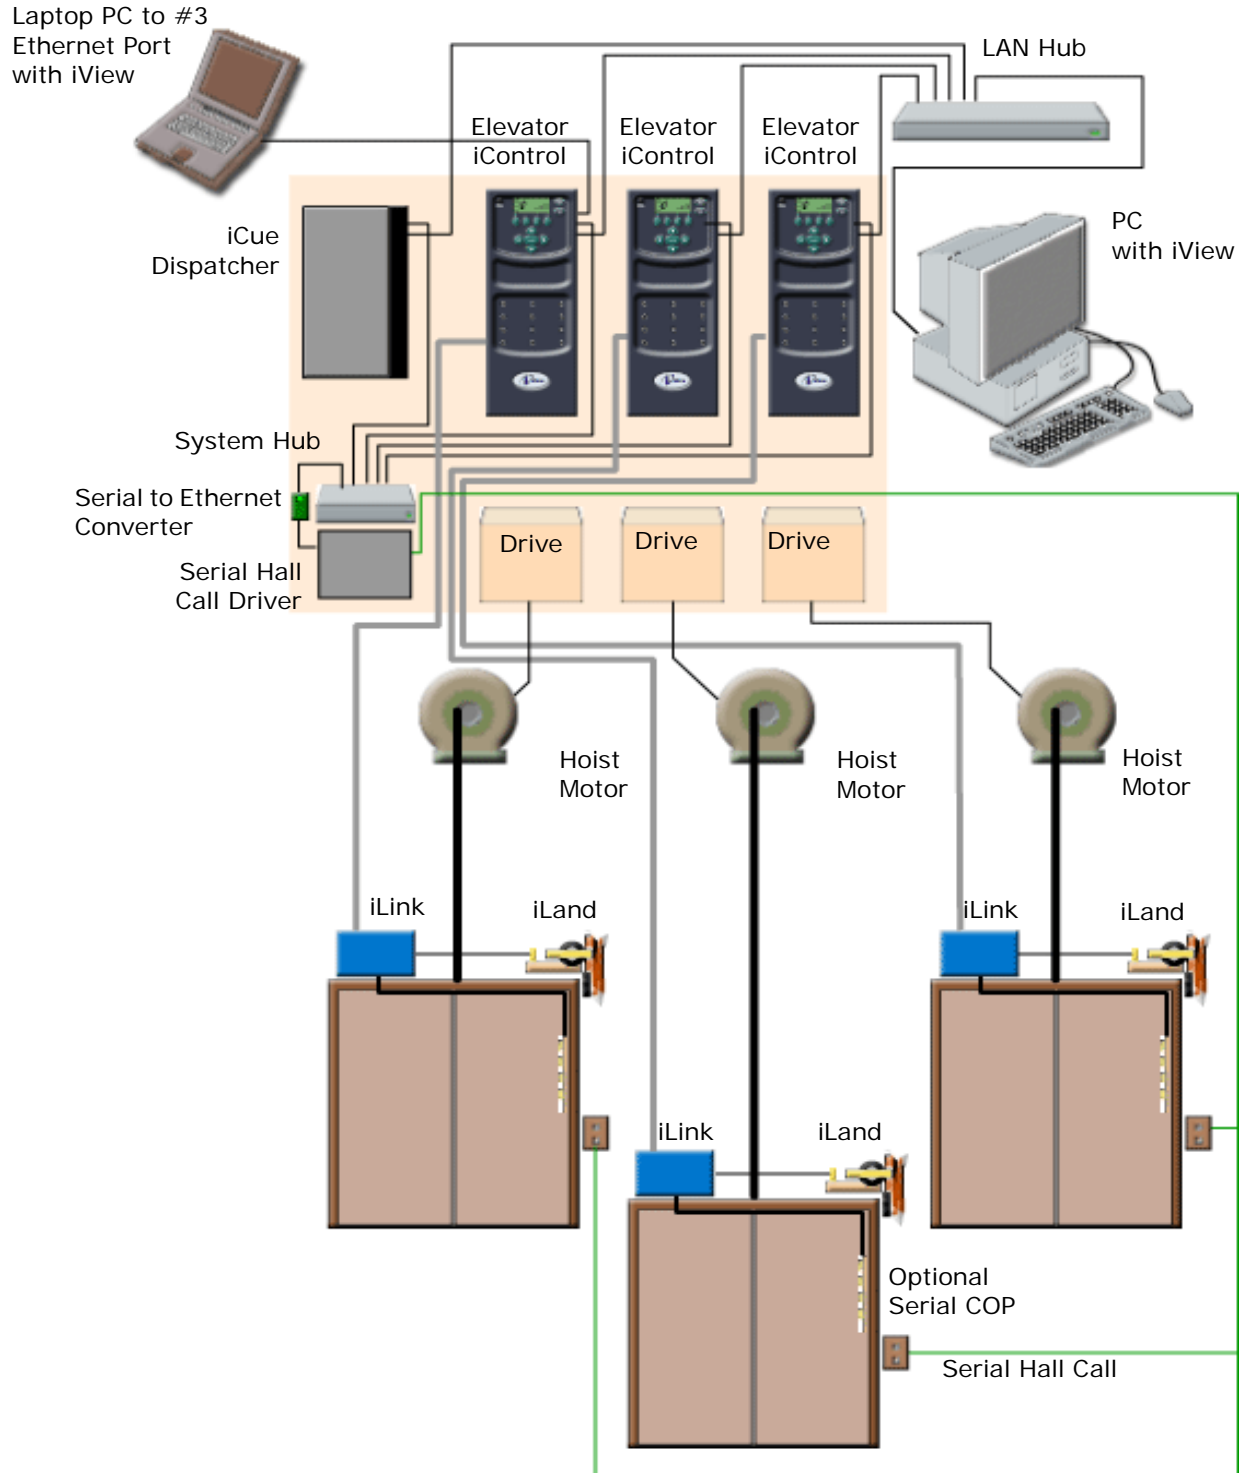 Laptop PC to #3
Ethernet Port
with iView
LAN Hub
Elevator
iControl
Elevator
iControl
Elevator
iControl
PC
with iView
iCue
Dispatcher
System Hub
Serial to Ethernet
Converter
Serial Hall
Call Driver
Drive
Drive
Drive
Hoist
Motor
Hoist
Motor
Hoist
Motor
iLink
iLand
iLink
iLand
iLink
iLand
Optional
Serial COP
Serial Hall Call